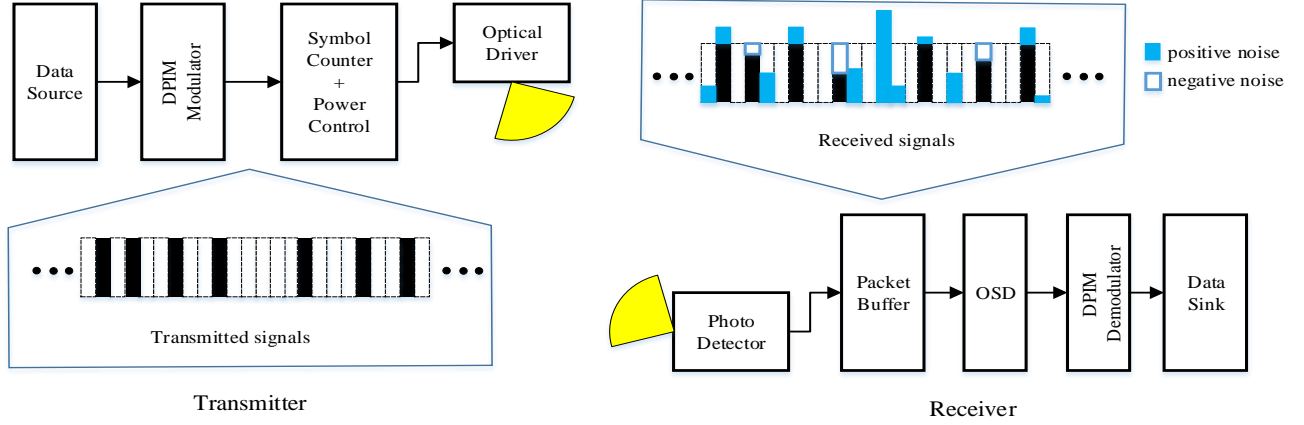 Data
Source
DPIM
Modulator
Symbol
Counter
+
Power
Control
Optical
Driver
Transmitted signals
Transmitter
positive noise
negative noise
Received signals
Photo
Detector
Packet
Buffer
OSD
DPIM
Demodulator
Data
Sink
Receiver